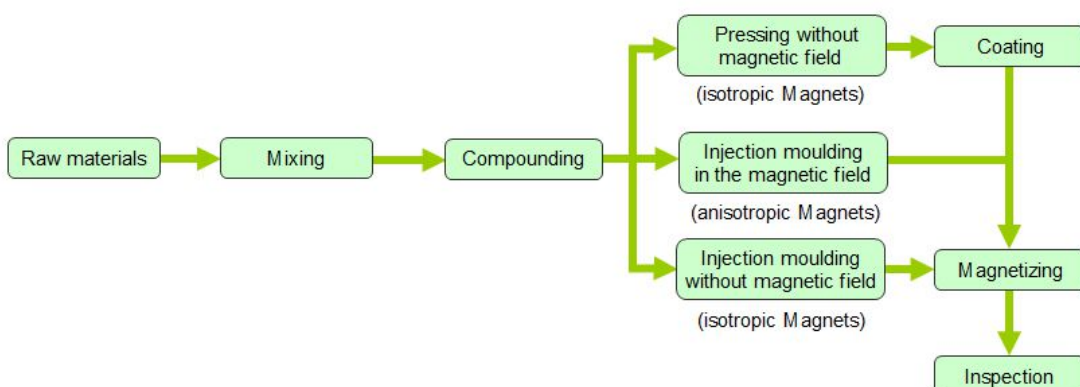 Raw materials
Mixing
Compounding
Pressing without
magnetic field
(isotropic Magnets)
Coating
Injection moulding
in the magnetic field
(anisotropic Magnets)
Injection moulding
without magnetic field
(isotropic Magnets)
Magnetizing
Inspection